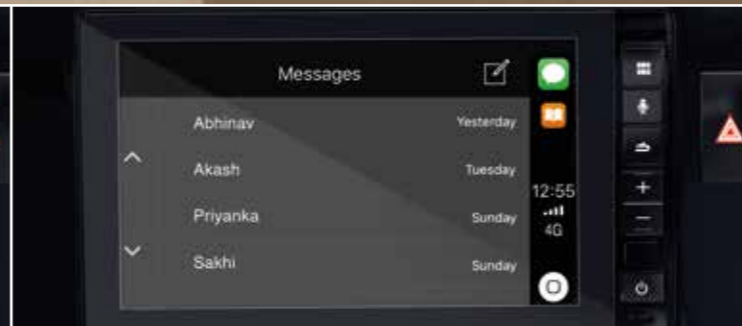 Messages
Abhinav Yesterday
Akash Tuesday
12:55
Priyanka Sunday
4G
Sakhi Sunday